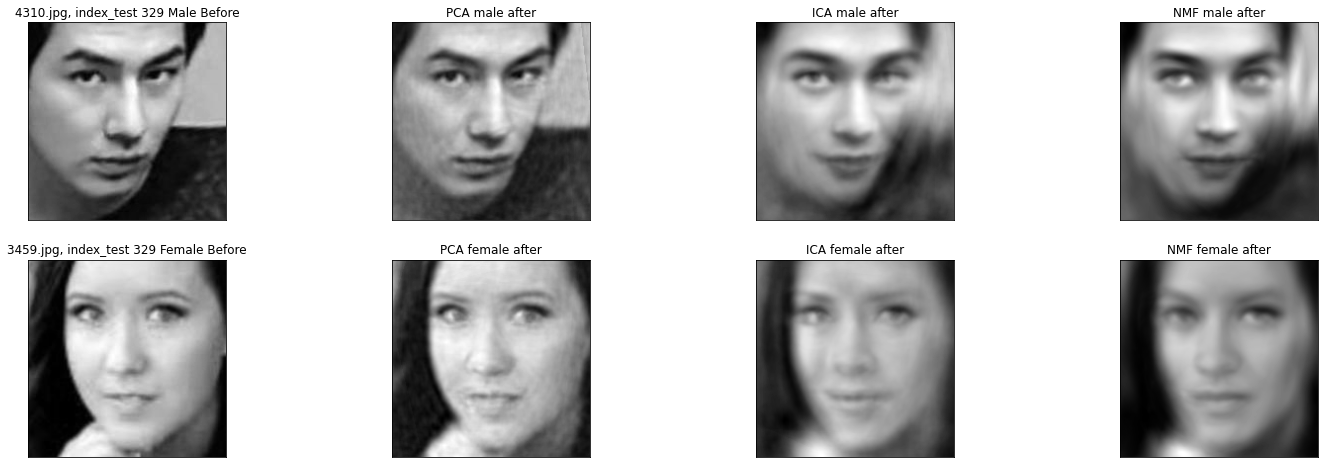 4310.jpg, index_test 329 Male Before
PCA male after
ICA male after
NMF male after
3459.jpg, index_test 329 Female Before
PCA female after
ICA female after
NMF female after